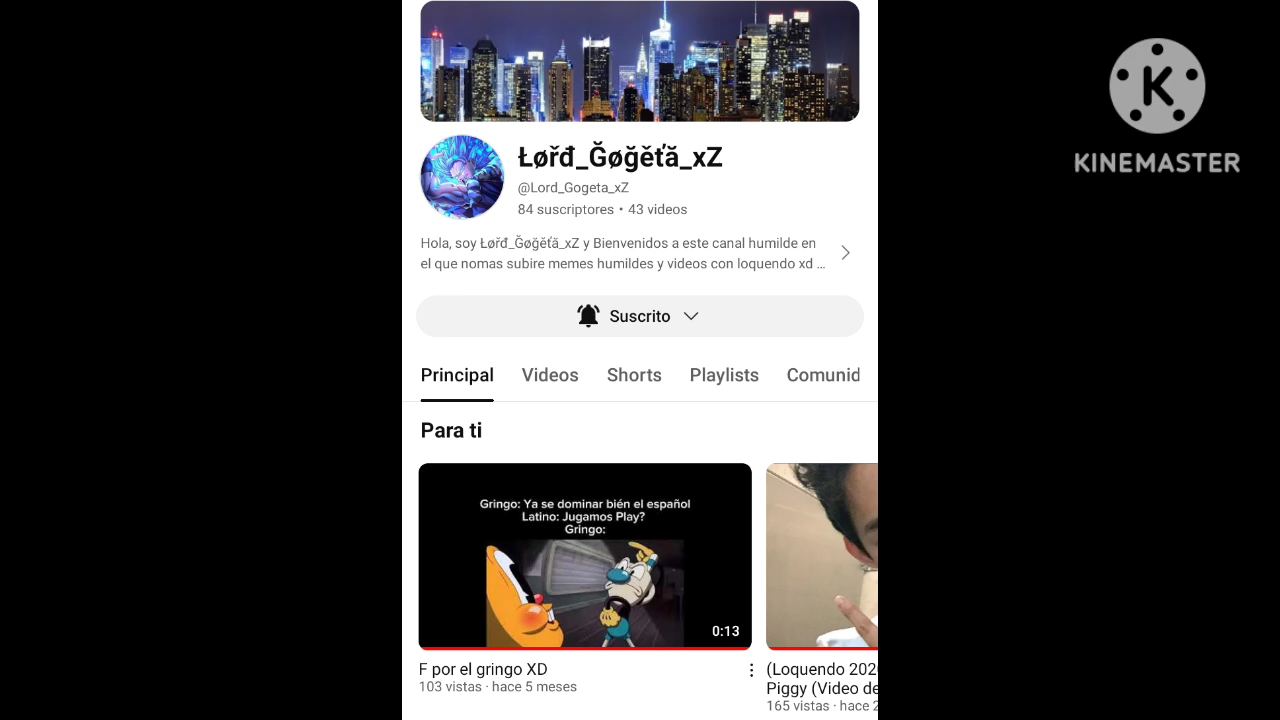 K
KINEMASTER
Łøřđ_Ğøğěťă_xZ
@Lord_Gogeta_xZ
84 suscriptores • 43 videos
Hola, soy Łøřđ_Ğøğěťă_xZ y Bienvenidos a este canal humilde en
el que nomas subire memes humildes y videos con loquendo xd ...
Suscrito
Principal Videos Shorts Playlists Comunid
Para ti
Gringo: Ya se dominar bién el español
Latino: Jugamos Play?
Gringo:
0:13
F por el gringo XD
103 vistas · hace 5 meses
(Loquendo 202
Piggy (Video de
165 vistas · hace 2